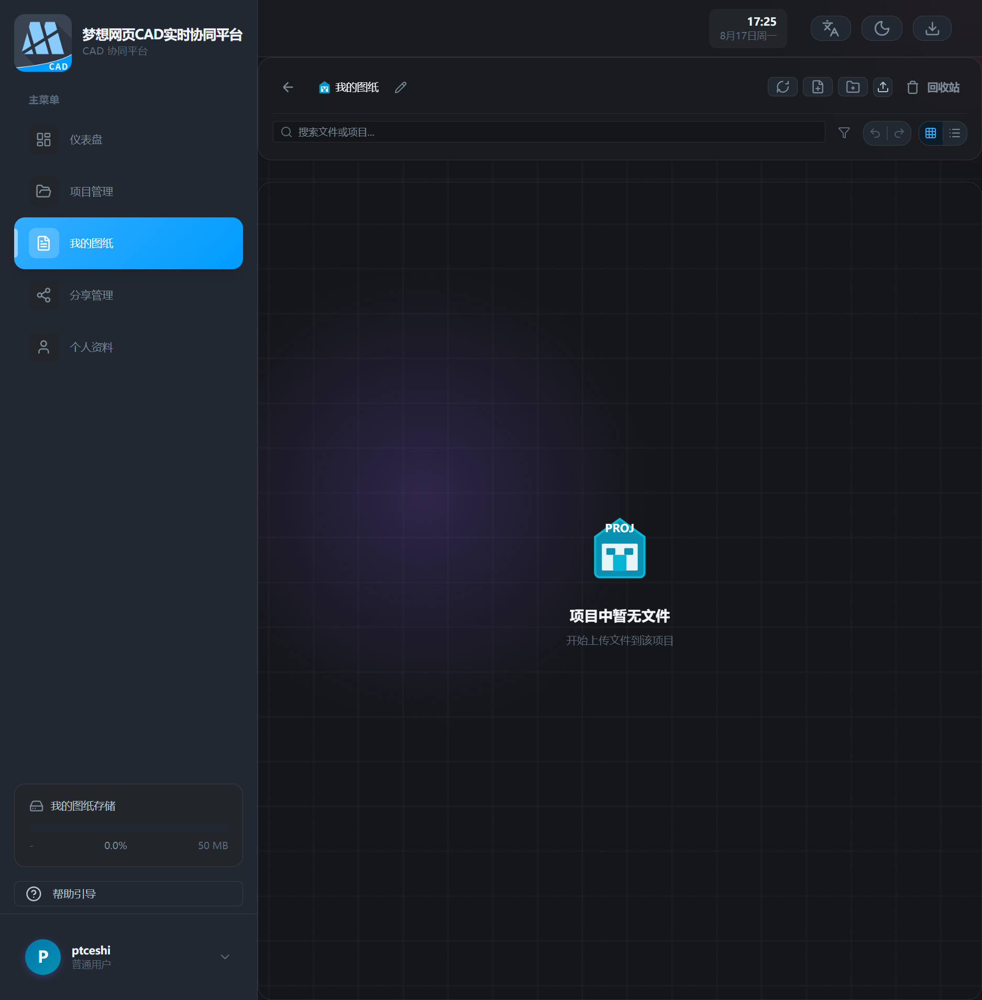 CAD
梦想网页CAD实时协同平台
CAD 协同平台
主菜单
仪表盘
项目管理
我的图纸
分享管理
个人资料
我的图纸存储
- 0.0% 50 MB
帮助引导
P
ptceshi
普通用户
17:25
8月17日周一
我的图纸
回收站
搜索文件或项目...
PROJ
项目中暂无文件
开始上传文件到该项目